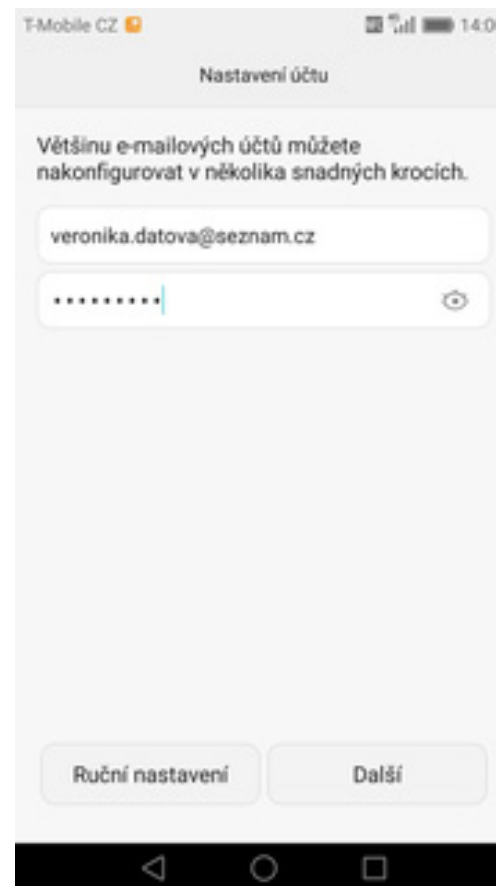 T-Mobile CZ 14:0
Nastavení účtu
Většinu e-mailových účtů můžete
nakonfigurovat v několika snadných krocích.
veronika.datova@seznam.cz
•••••••••
Ruční nastavení Další